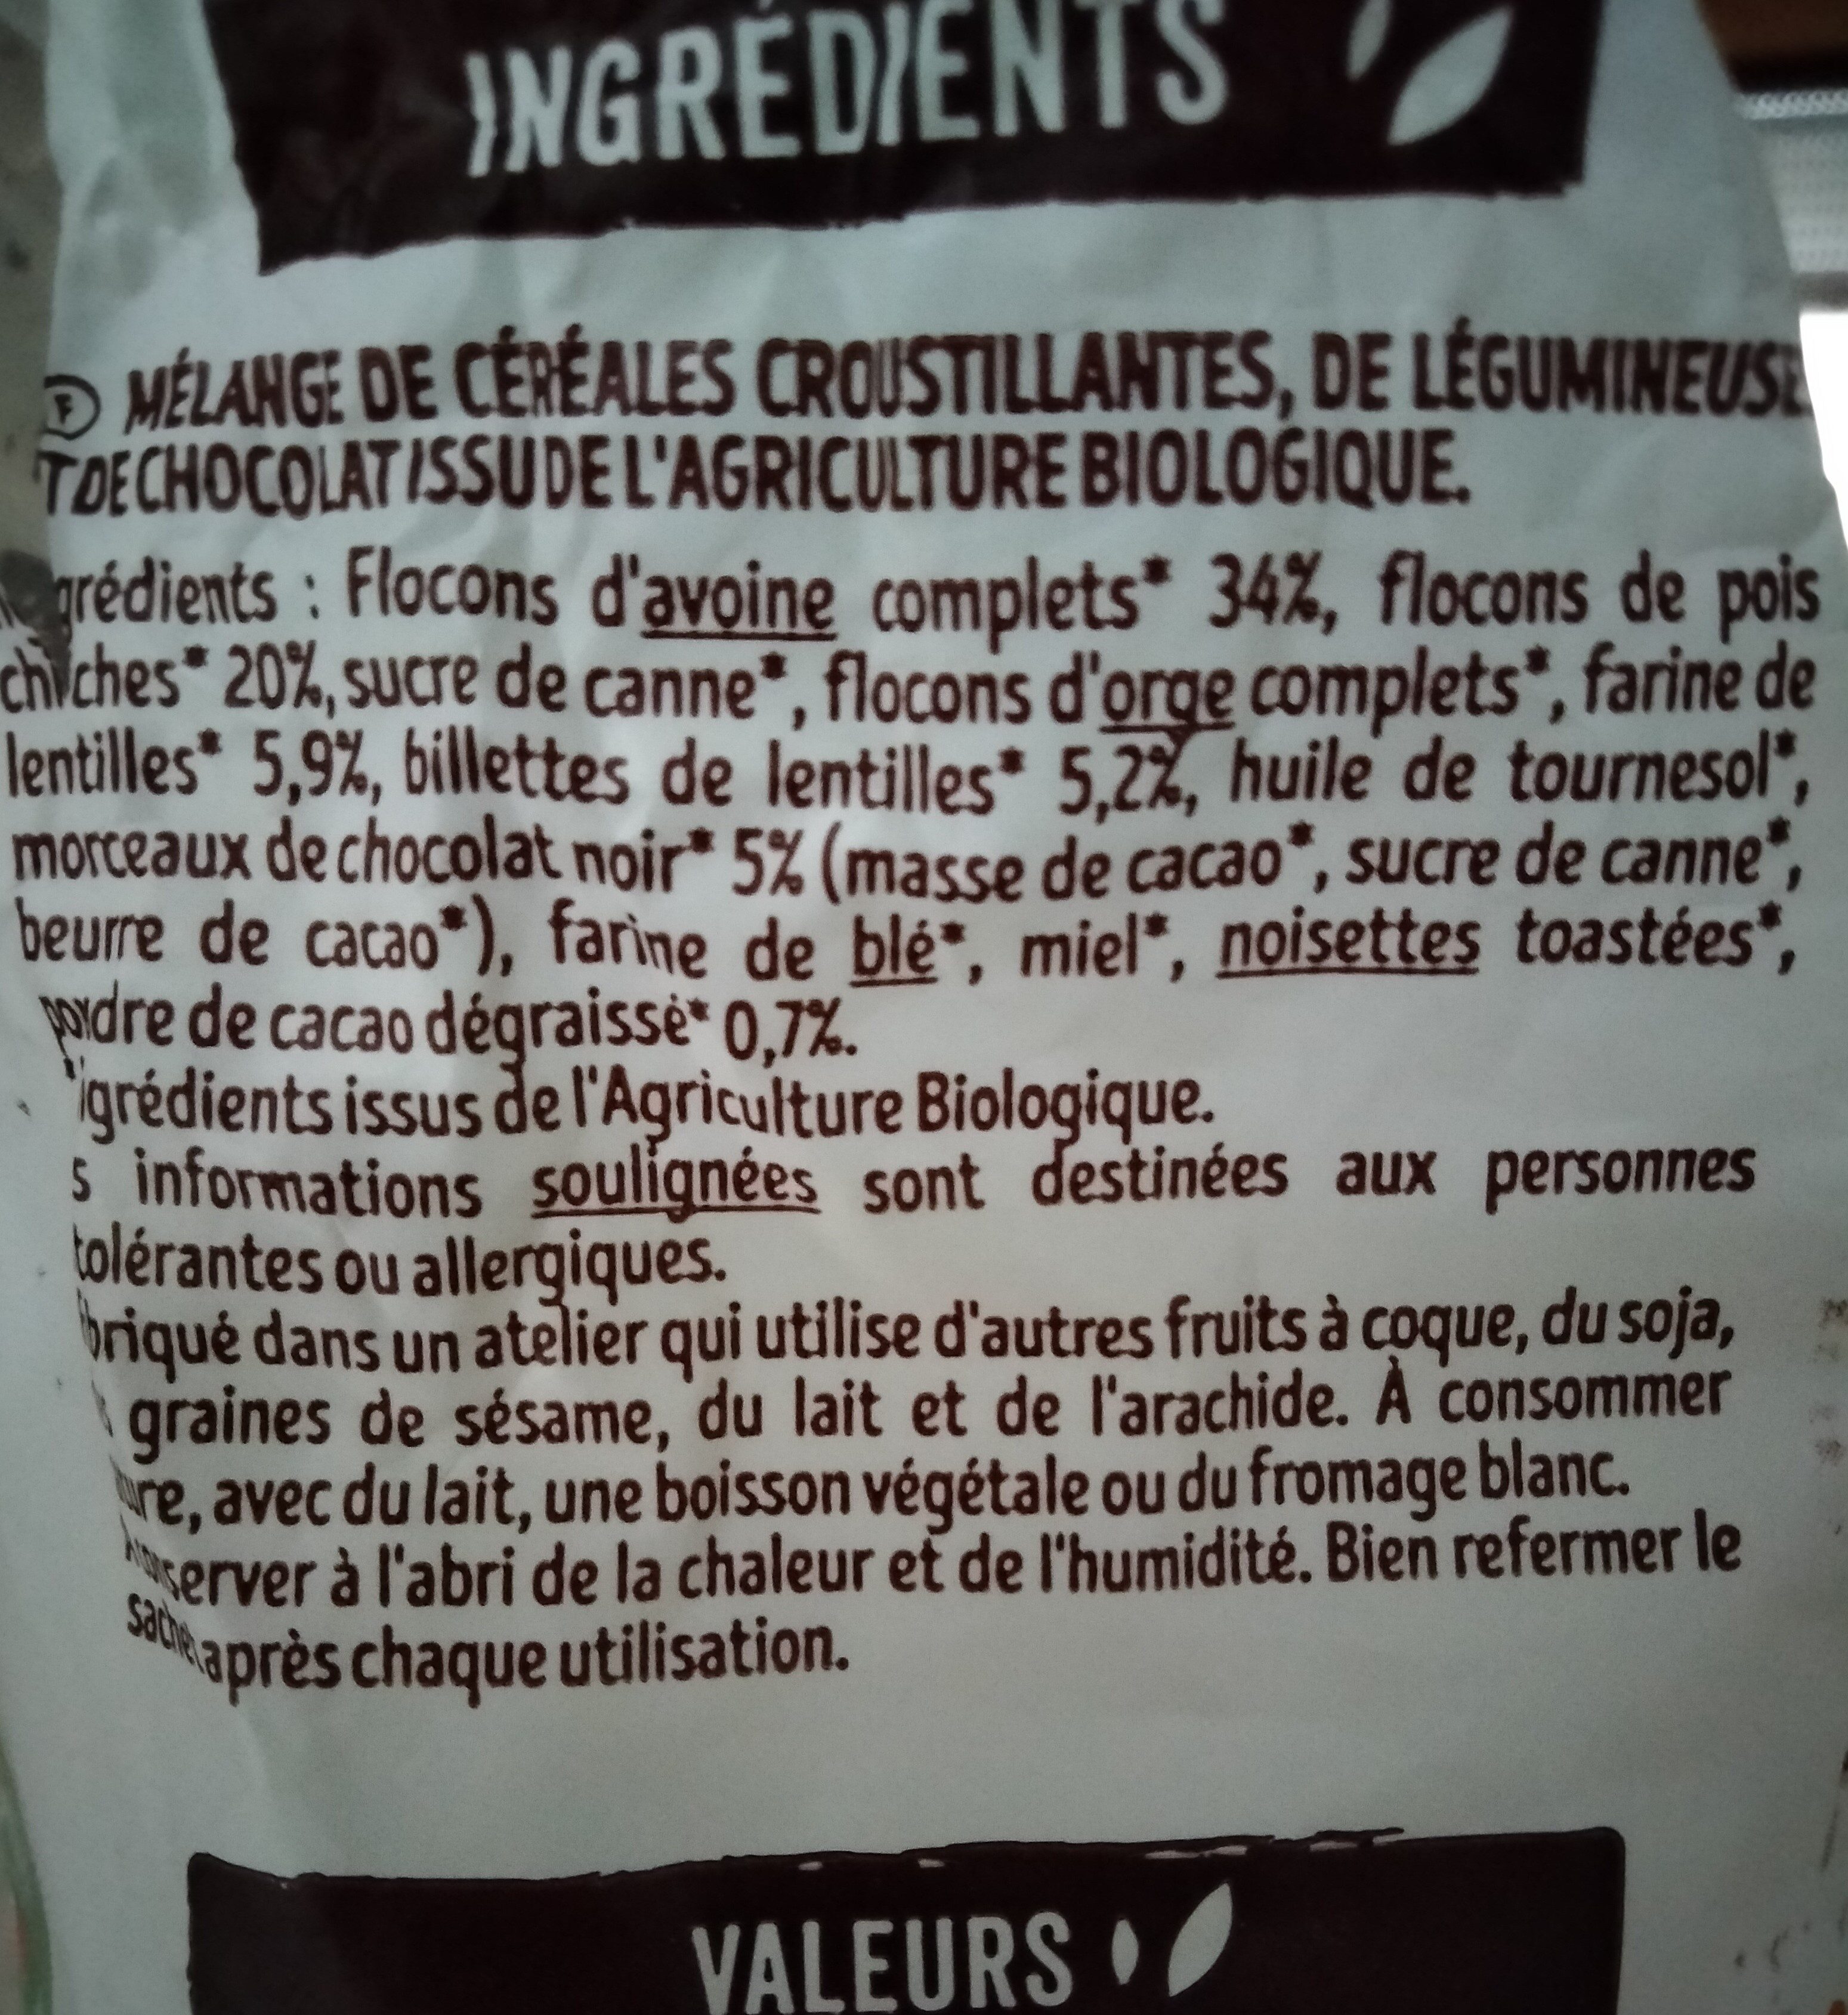 INGRÉDIENTS
F MÉLANGE DE CÉRÉALES CROUSTILLANTES, DE LÉGUMINEUSE
T DE CHOCOLAT ISSU DE L'AGRICULTURE BIOLOGIQUE.
grédients : Flocons d'avoine complets* 34%, flocons de pois
chiches* 20%, sucre de canne*, flocons d'orge complets*, farine de
lentilles* 5,9%, billettes de lentilles* 5,2%, huile de tournesol*,
morceaux de chocolat noir* 5% (masse de cacao*, sucre de canne*,
beurre de cacao*), farine de blé*, miel*, noisettes toastées*,
poudre de cacao dégraissé* 0,7%.
igrédients issus de l'Agriculture Biologique.
s informations soulignées sont destinées aux personnes
tolérantes ou allergiques.
briqué dans un atelier qui utilise d'autres fruits à coque, du soja,
graines de sésame, du lait et de l'arachide. À consommer
ure, avec du lait, une boisson végétale ou du fromage blanc.
onserver à l'abri de la chaleur et de l'humidité. Bien refermer le
sachet après chaque utilisation.
VALEURS